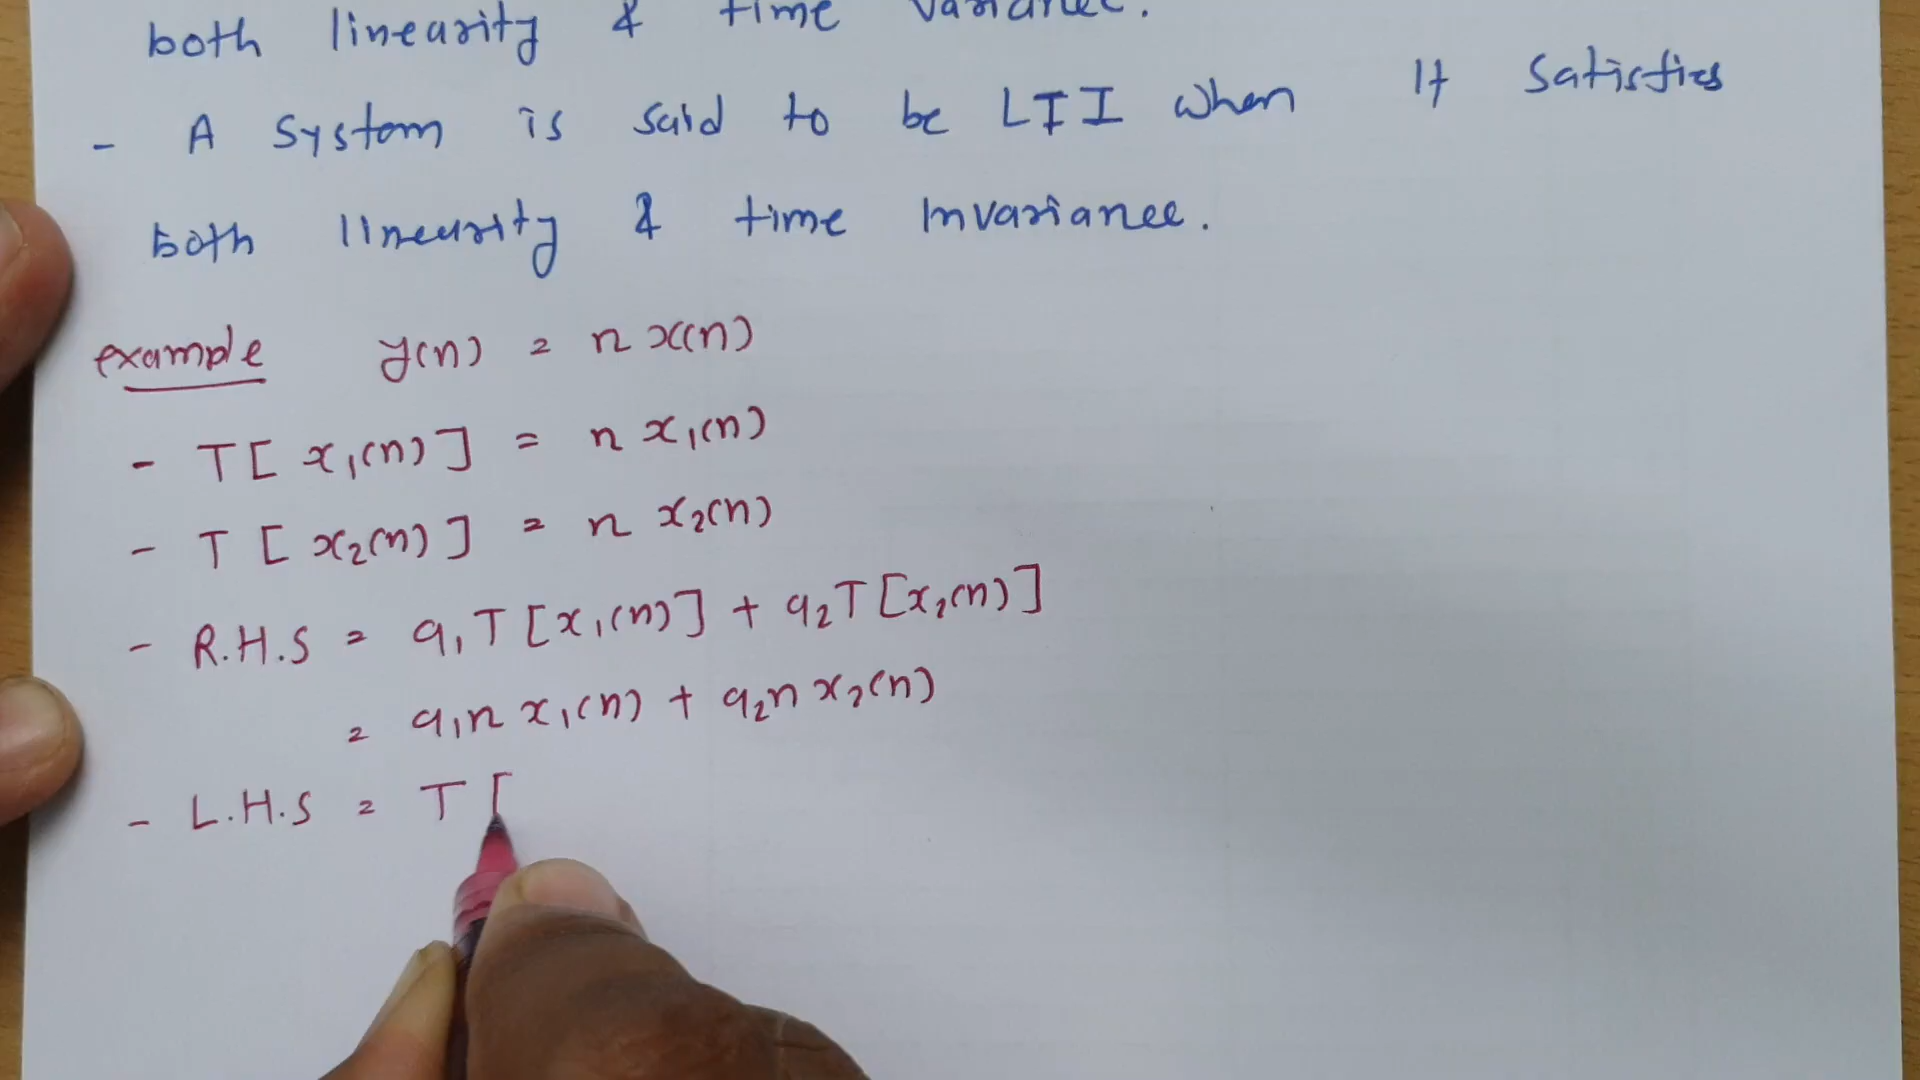 both linearity & time variance.
- A system is said to be LTI when it satisfies
both linearity & time invariance.
example y(n) = n x(n)
- T[x₁(n)] = n x₁(n)
- T[x₂(n)] = n x₂(n)
- R.H.S = a₁T[x₁(n)] + a₂T[x₂(n)]
= a₁n x₁(n) + a₂n x₂(n)
- L.H.S = T[